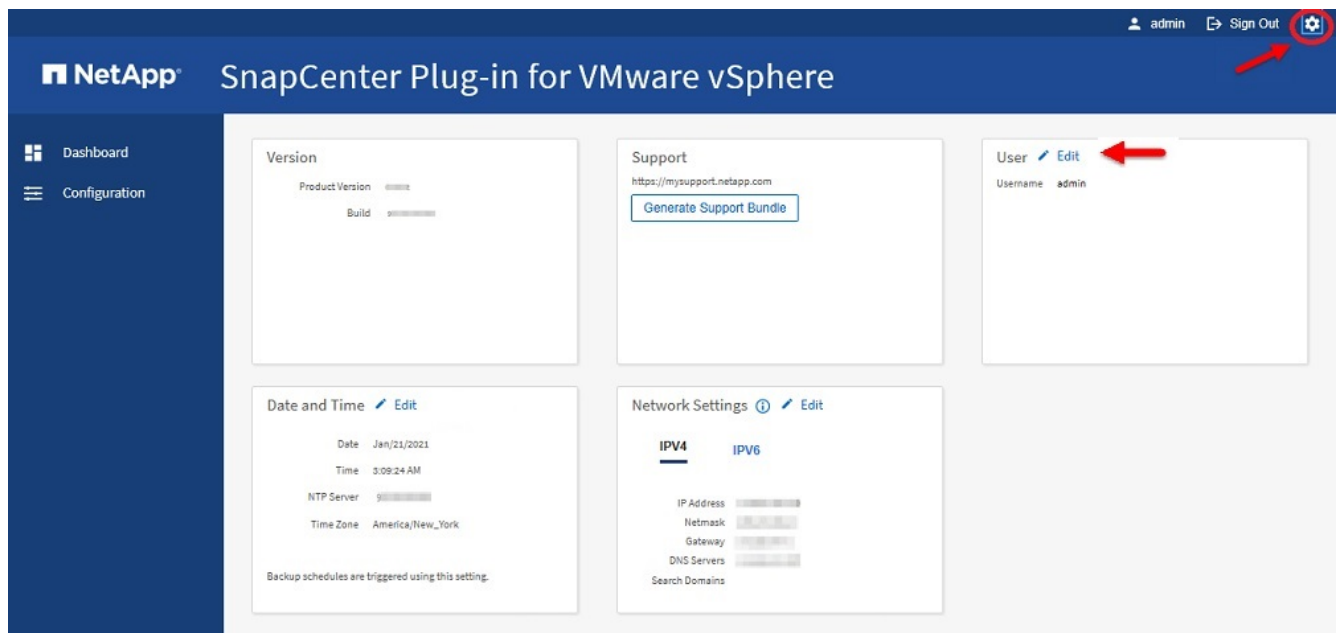 admin Sign Out
NetApp®
SnapCenter Plug-in for VMware vSphere
Dashboard
Configuration
Version
Product Version
Build
Support
https://mysupport.netapp.com
Generate Support Bundle
User Edit
Username admin
Date and Time Edit
Date Jan/21/2021
Time 3:09:24 AM
NTP Server
Time Zone America/New_York
Backup schedules are triggered using this setting.
Network Settings Edit
IPV4 IPV6
IP Address
Netmask
Gateway
DNS Servers
Search Domains